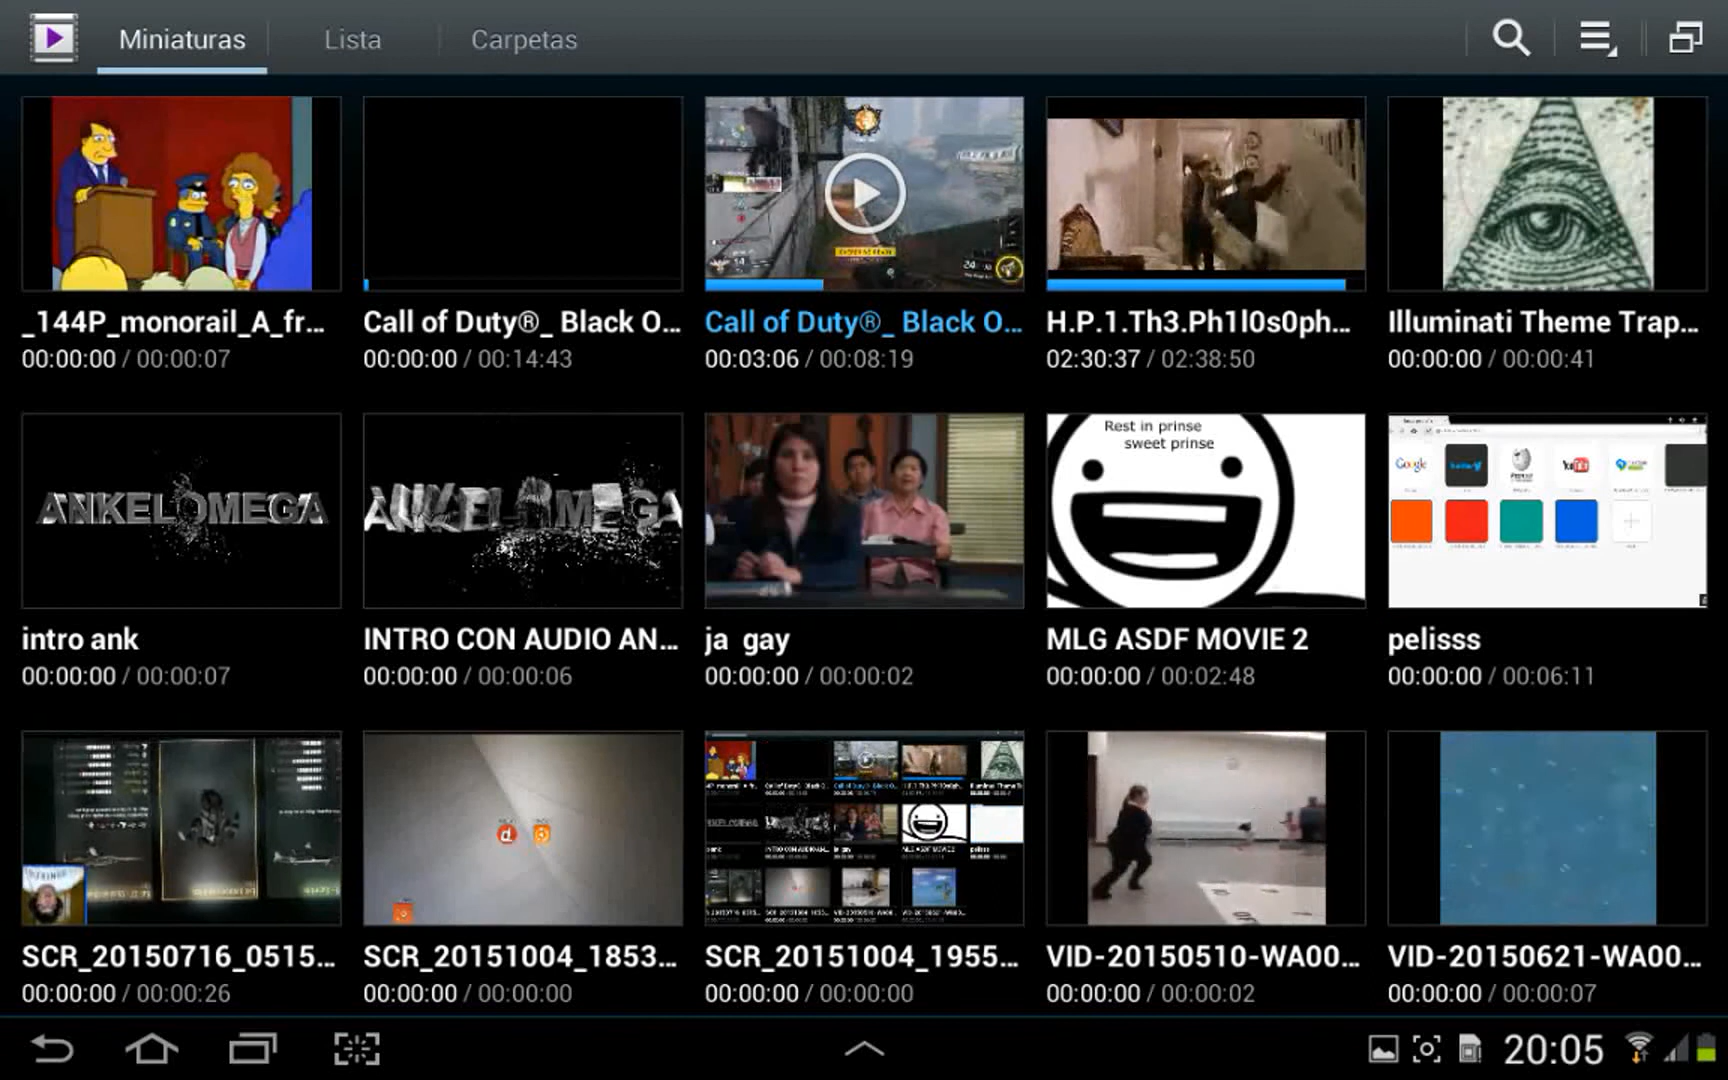 Miniaturas
Lista
Carpetas
_144P_monorail_A_fr...
00:00:00 / 00:00:07
Call of Duty®_ Black O...
00:00:00 / 00:14:43
Call of Duty®_ Black O...
00:03:06 / 00:08:19
H.P.1.Th3.Ph1l0s0ph...
02:30:37 / 02:38:50
Illuminati Theme Trap...
00:00:00 / 00:00:41
ANKELOMEGA
ANKELOMEGA
Rest in prinse
sweet prinse
Google
intro ank
00:00:00 / 00:00:07
INTRO CON AUDIO AN...
00:00:00 / 00:00:06
ja gay
00:00:00 / 00:00:02
MLG ASDF MOVIE 2
00:00:00 / 00:02:48
pelisss
00:00:00 / 00:06:11
SCR_20150716_0515...
00:00:00 / 00:00:26
SCR_20151004_1853...
00:00:00 / 00:00:00
SCR_20151004_1955...
00:00:00 / 00:00:00
VID-20150510-WA00...
00:00:00 / 00:00:02
VID-20150621-WA00...
00:00:00 / 00:00:07
20:05